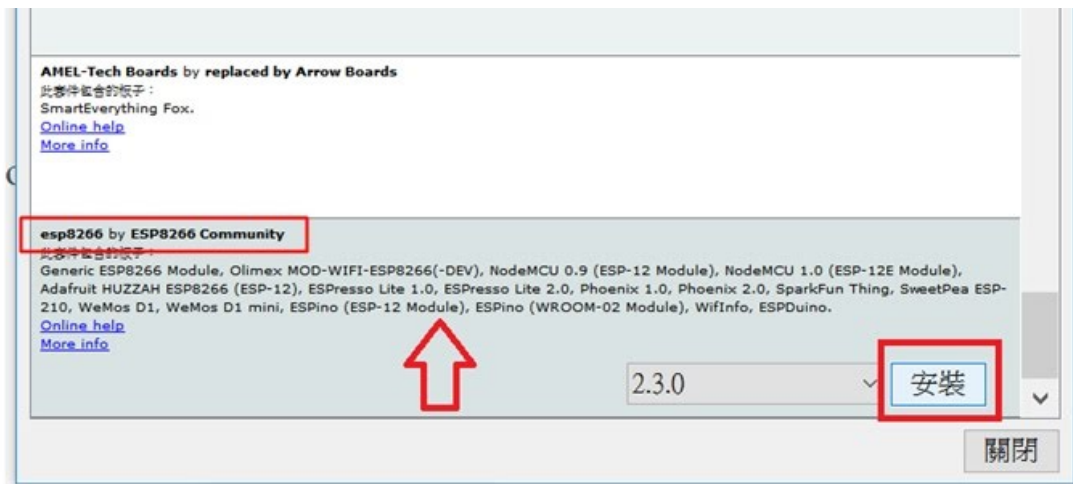 AMEL-Tech Boards by replaced by Arrow Boards
此套件包含的板子：
SmartEverything Fox.
Online help
More info
esp8266 by ESP8266 Community
此套件包含的板子：
Generic ESP8266 Module, Olimex MOD-WIFI-ESP8266(-DEV), NodeMCU 0.9 (ESP-12 Module), NodeMCU 1.0 (ESP-12E Module),
Adafruit HUZZAH ESP8266 (ESP-12), ESPresso Lite 1.0, ESPresso Lite 2.0, Phoenix 1.0, Phoenix 2.0, SparkFun Thing, SweetPea ESP-
210, WeMos D1, WeMos D1 mini, ESPino (ESP-12 Module), ESPino (WROOM-02 Module), WifInfo, ESPDuino.
Online help
More info
2.3.0
安裝
關閉